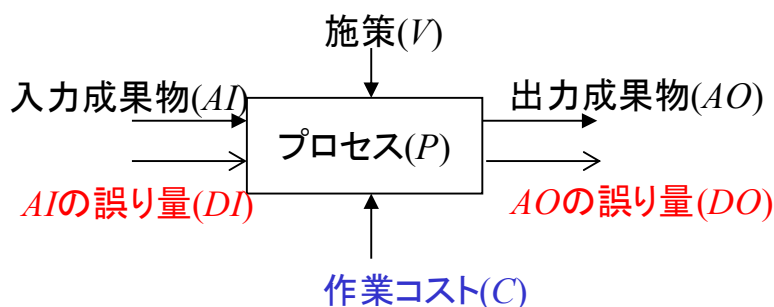 施策(V)
入力成果物(AI)
出力成果物(AO)
プロセス(P)
AIの誤り量(DI)
AOの誤り量(DO)
作業コスト(C)